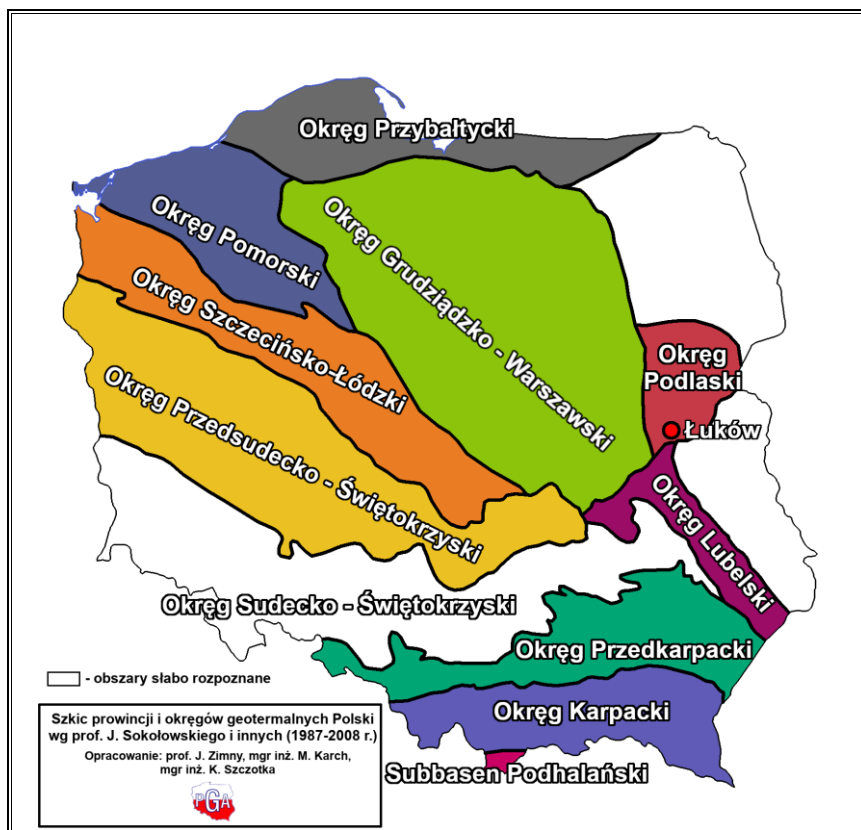 Okręg Przybałtycki
Okręg Pomorski
Okręg Grudziądzko - Warszawski
Okręg Szczecińsko-Łódzki
Okręg Podlaski
Łuków
Okręg Przedsudecko - Świętokrzyski
Okręg Lubelski
Okręg Sudecko - Świętokrzyski
Okręg Przedkarpacki
- obszary słabo rozpoznane
Okręg Karpacki
Subbasen Podhalański
Szkic prowincji i okręgów geotermalnych Polski
wg prof. J. Sokołowskiego i innych (1987-2008 r.)
Opracowanie: prof. J. Zimny, mgr inż. M. Karch,
mgr inż. K. Szczotka
PGA